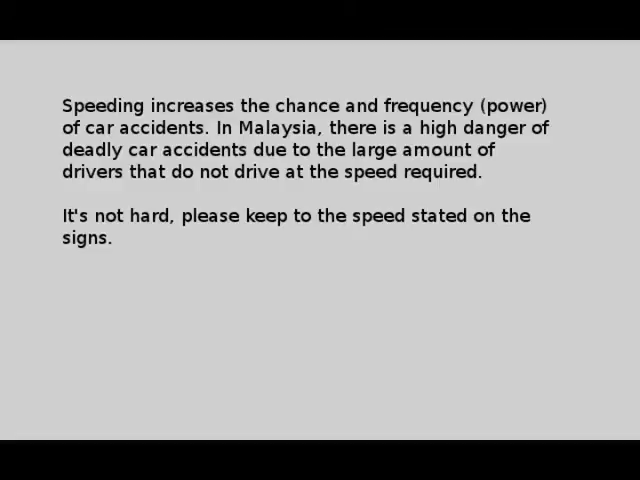 Speeding increases the chance and frequency (power)
of car accidents. In Malaysia, there is a high danger of
deadly car accidents due to the large amount of
drivers that do not drive at the speed required.
It's not hard, please keep to the speed stated on the
signs.